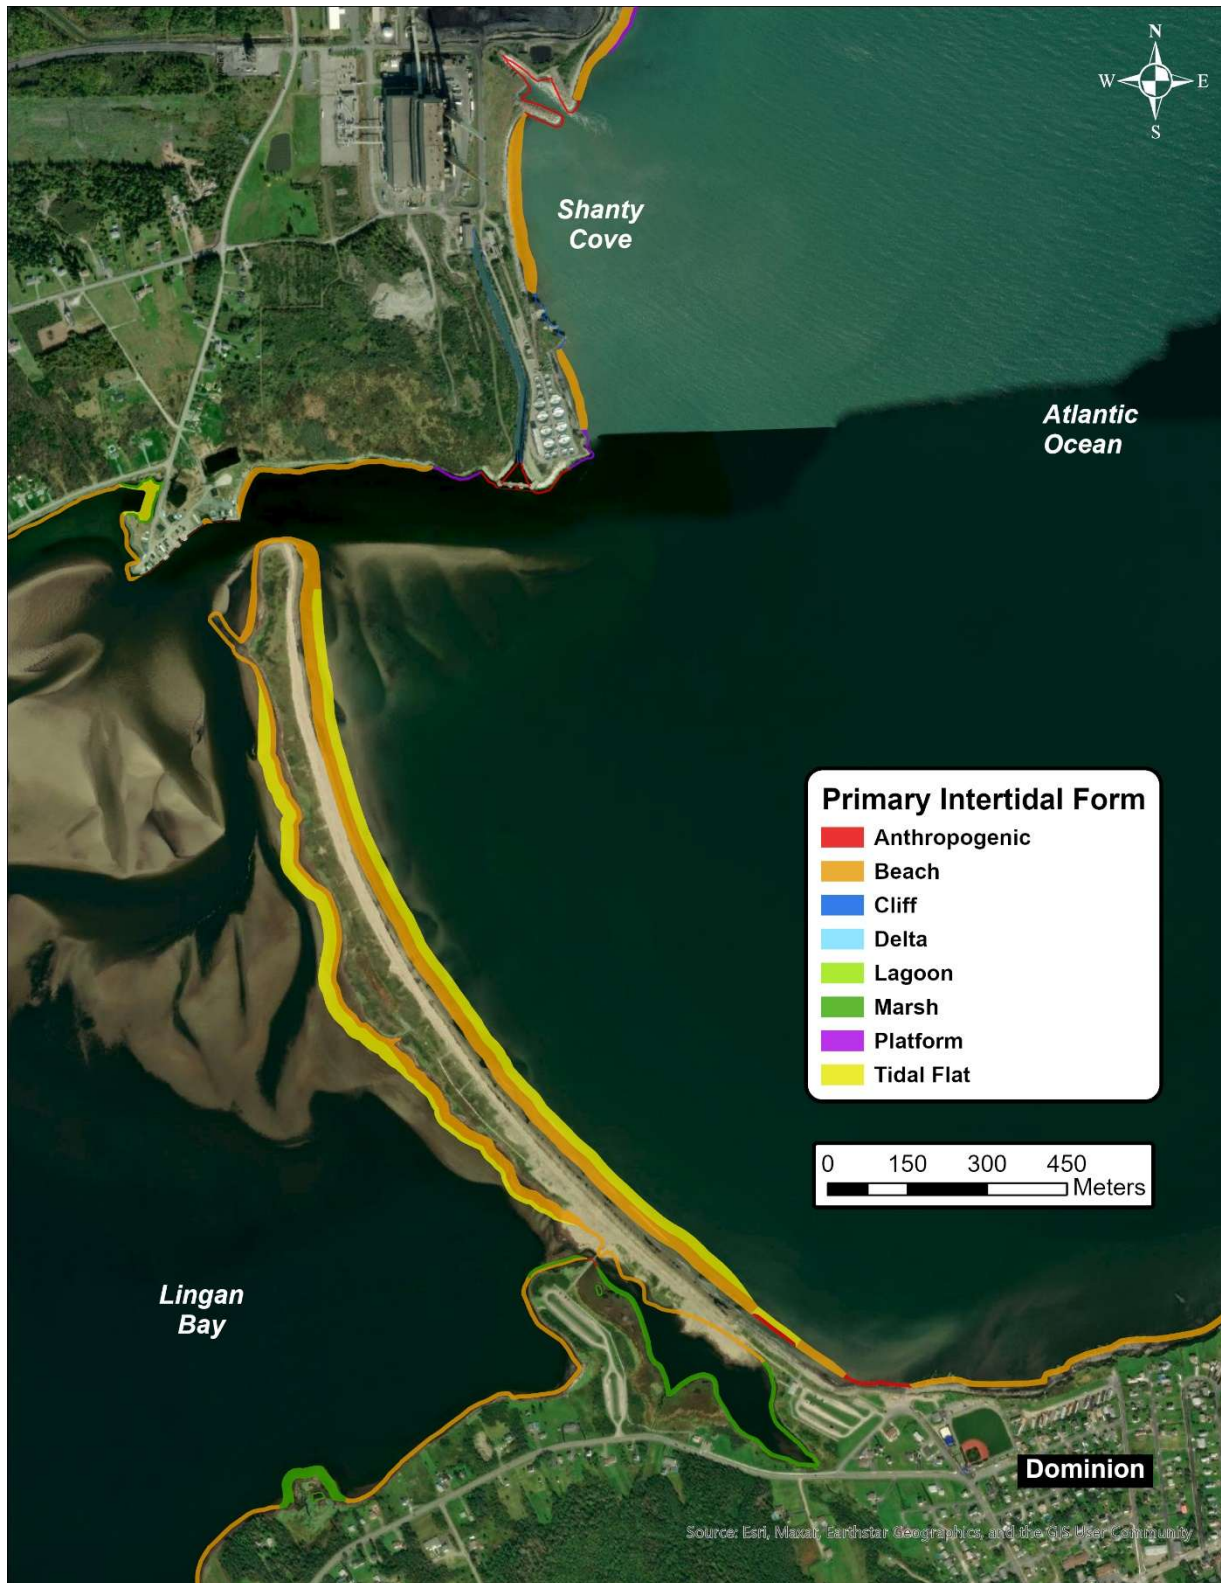 N
W E
S
Shanty
Cove
Atlantic
Ocean
Primary Intertidal Form
Anthropogenic
Beach
Cliff
Delta
Lagoon
Marsh
Platform
Tidal Flat
0 150 300 450
Meters
Lingan
Bay
Dominion
Source: Esri, Maxar, Earthstar Geographics, and the GIS User Community